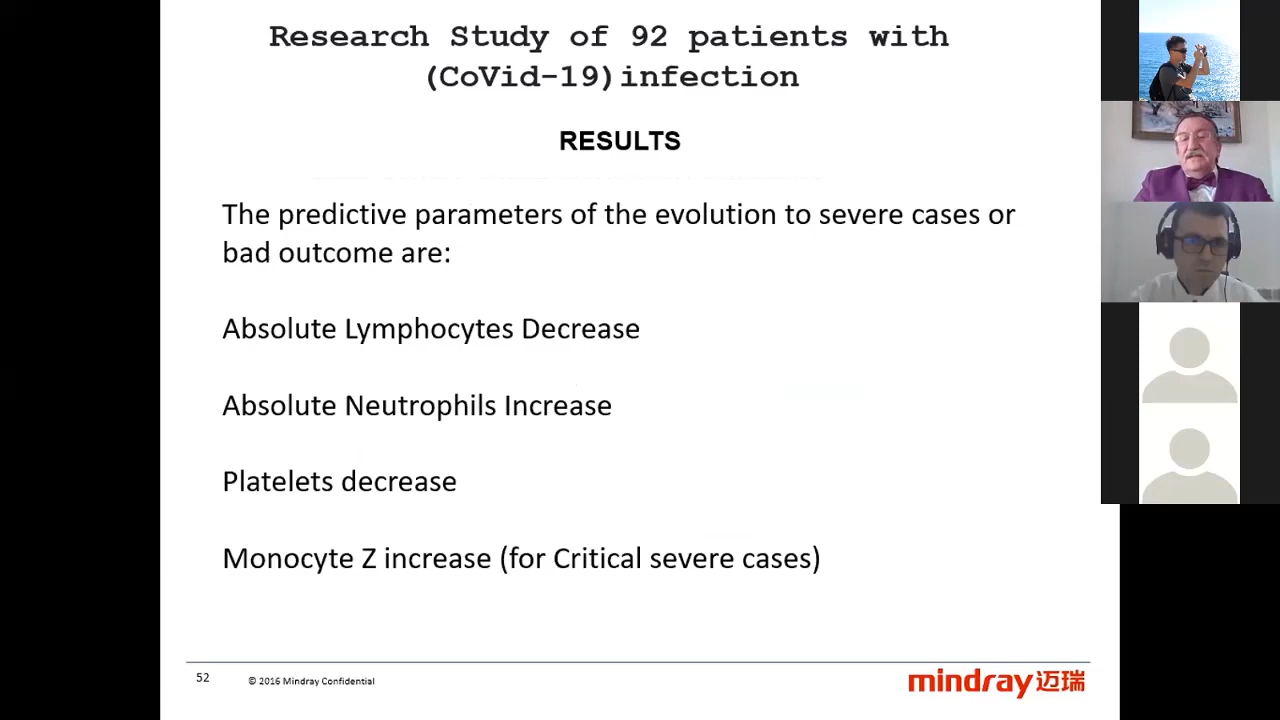 Research Study of 92 patients with
(CoVid-19)infection
RESULTS
The predictive parameters of the evolution to severe cases or
bad outcome are:
Absolute Lymphocytes Decrease
Absolute Neutrophils Increase
Platelets decrease
Monocyte Z increase (for Critical severe cases)
52
© 2016 Mindray Confidential
mindray迈瑞